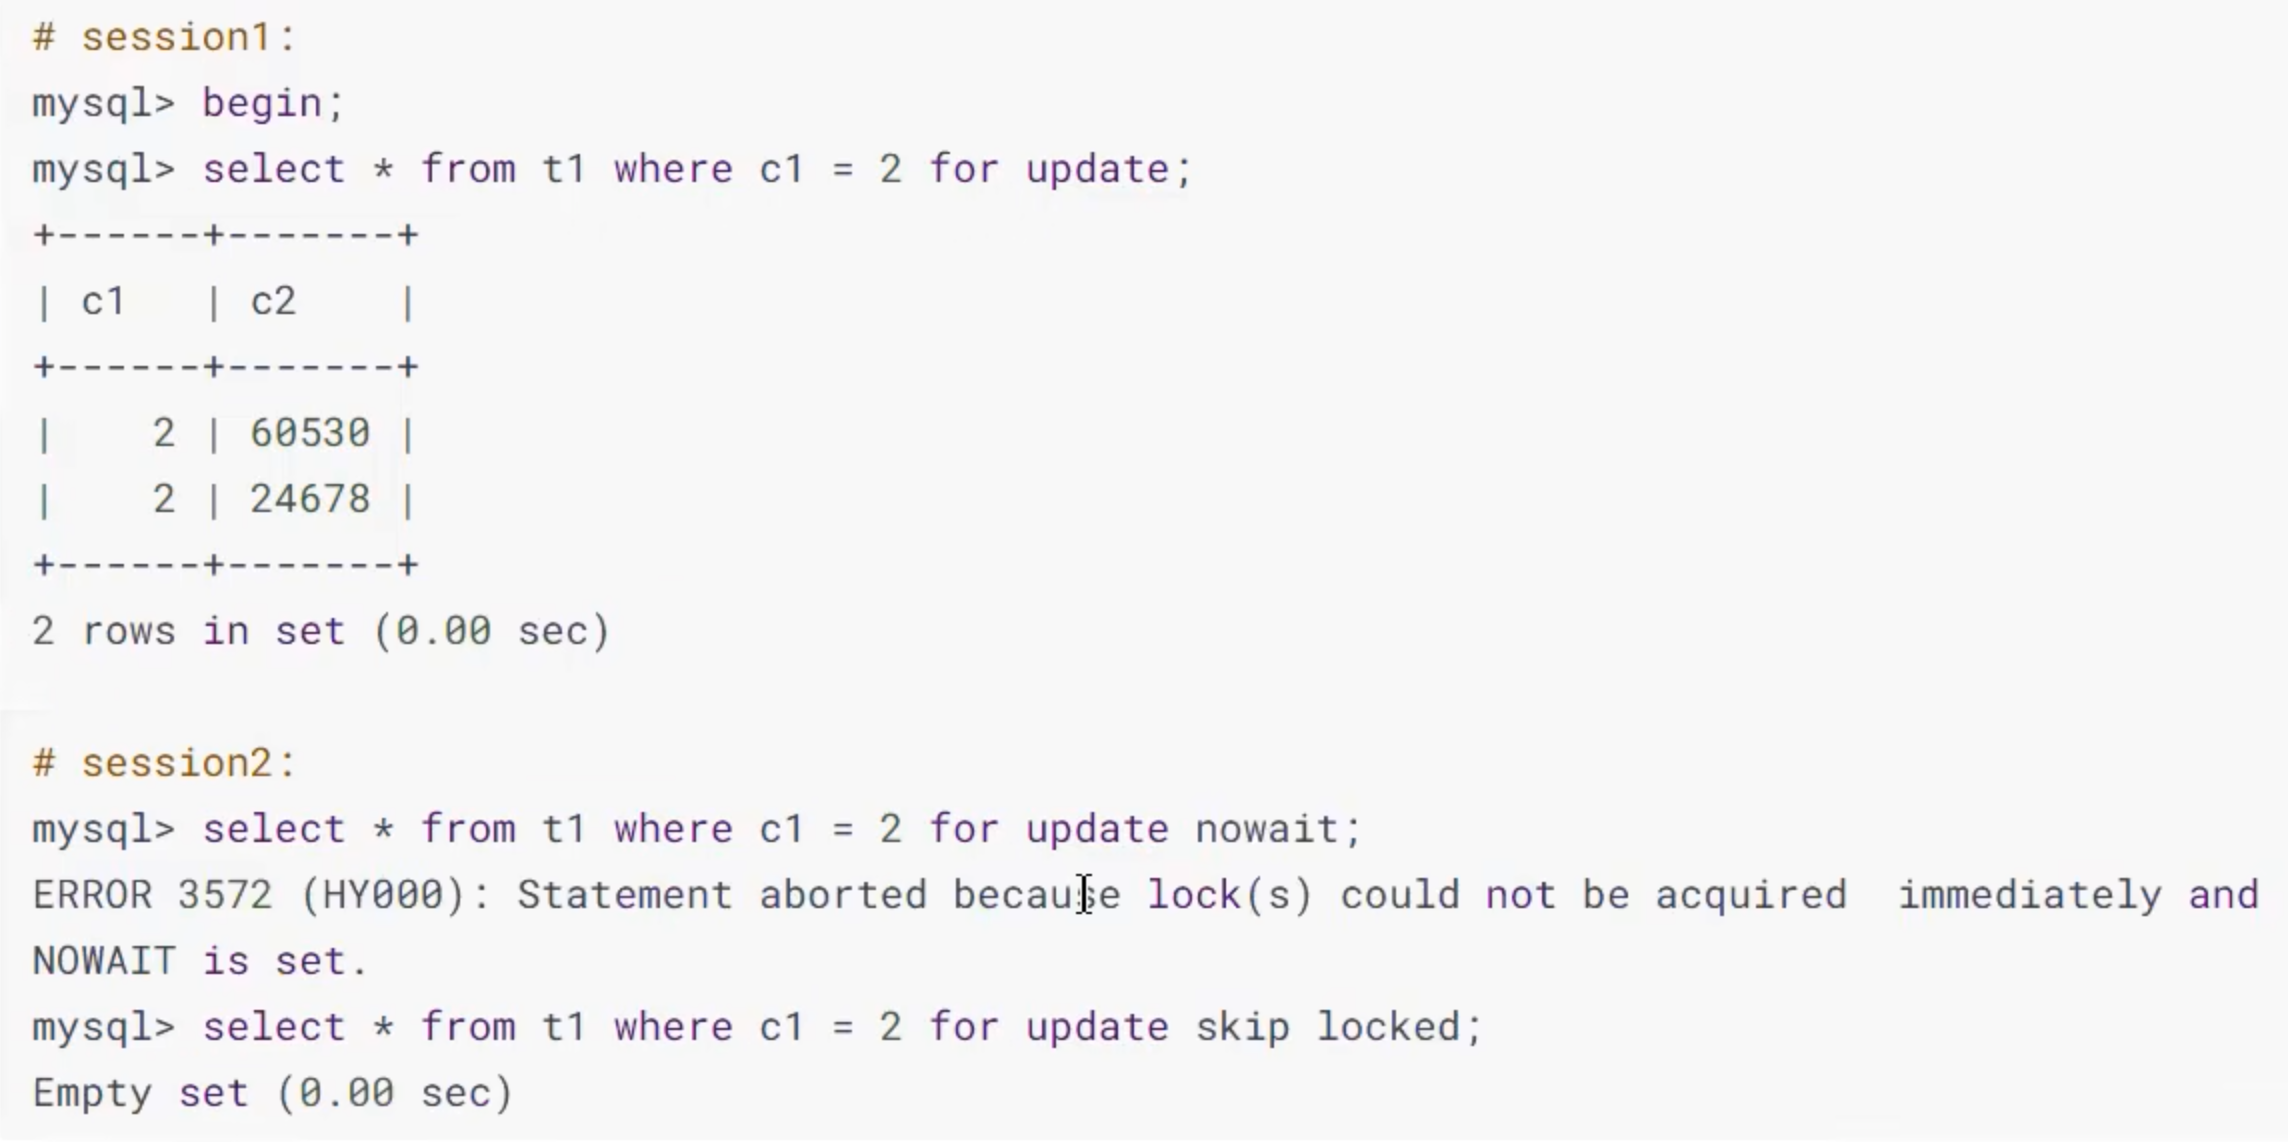 # session1:
mysql> begin;
mysql> select * from t1 where c1 = 2 for update;
+------+-------+
| c1   | c2    |
+------+-------+
|    2 | 60530 |
|    2 | 24678 |
+------+-------+
2 rows in set (0.00 sec)

# session2:
mysql> select * from t1 where c1 = 2 for update nowait;
ERROR 3572 (HY000): Statement aborted because lock(s) could not be acquired  immediately and
NOWAIT is set.
mysql> select * from t1 where c1 = 2 for update skip locked;
Empty set (0.00 sec)